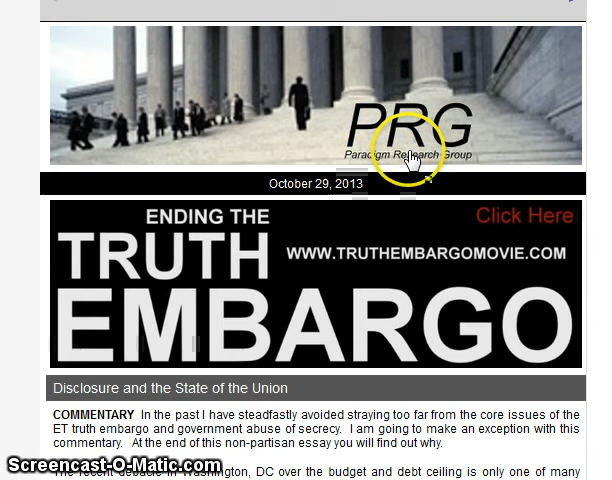 PRG
Paradigm Research Group
October 29, 2013
ENDING THE
Click Here
TRUTH
WWW.TRUTHEMBARGOMOVIE.COM
EMBARGO
Disclosure and the State of the Union
COMMENTARY In the past I have steadfastly avoided straying too far from the core issues of the
ET truth embargo and government abuse of secrecy. I am going to make an exception with this
commentary. At the end of this non-partisan essay you will find out why.
The recent debacle in Washington, DC over the budget and debt ceiling is only one of many
Screencast-O-Matic.com